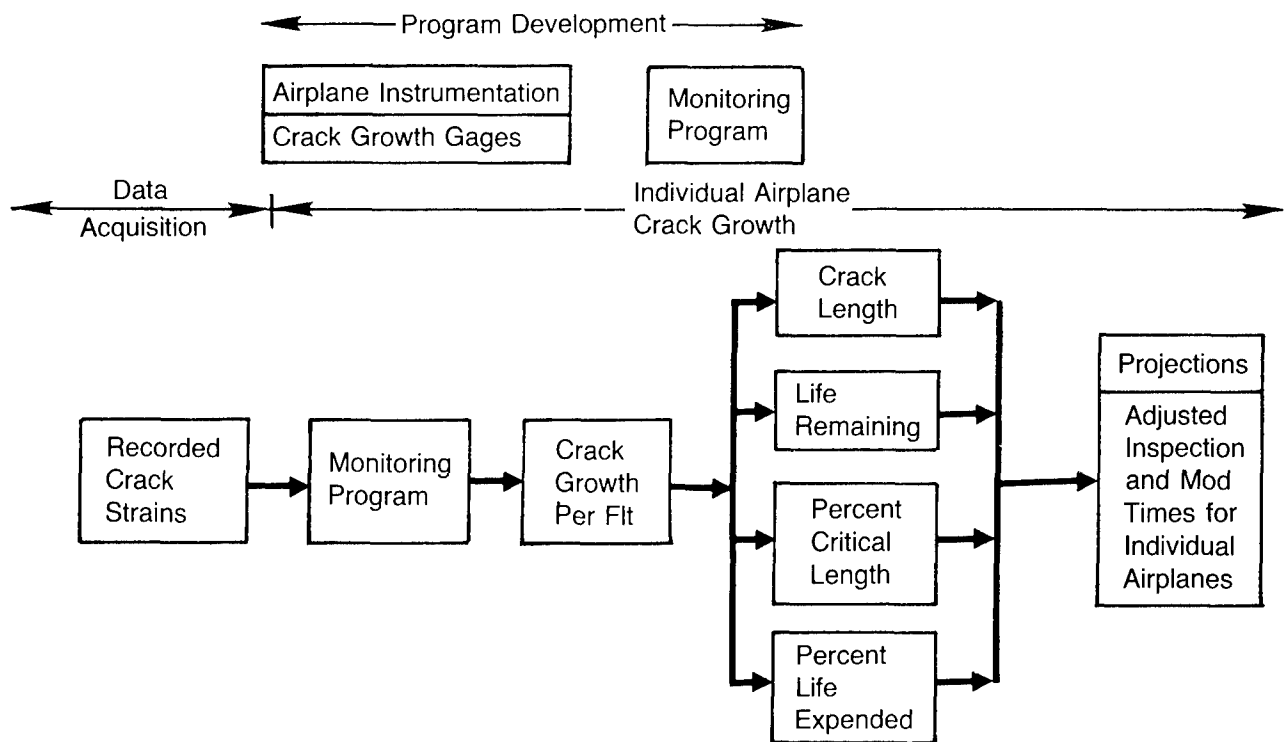 Program Development
Airplane Instrumentation
Crack Growth Gages
Monitoring
Program
Data
Acquisition
Individual Airplane
Crack Growth
Recorded
Crack
Strains
Monitoring
Program
Crack
Growth
Per Flt
Crack
Length
Life
Remaining
Percent
Critical
Length
Percent
Life
Expended
Projections
Adjusted
Inspection
and Mod
Times for
Individual
Airplanes